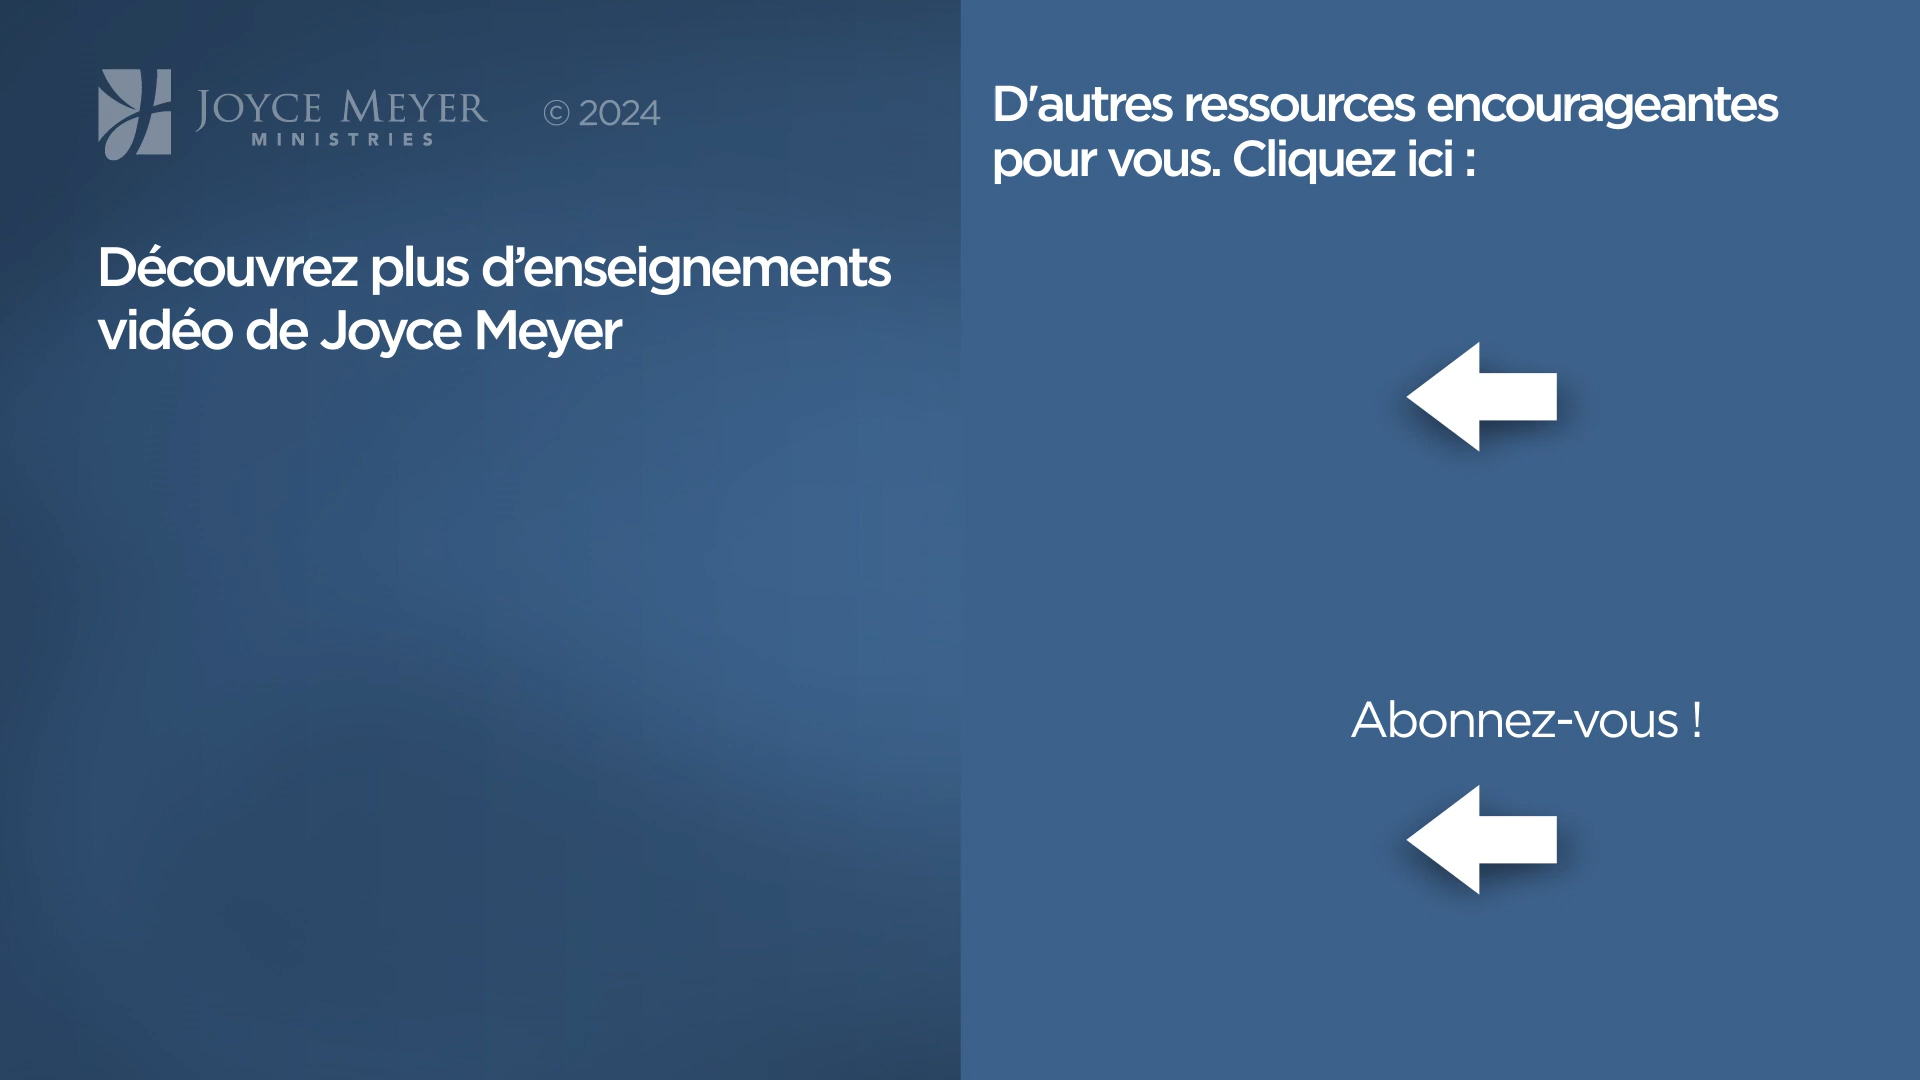 JOYCE MEYER
MINISTRIES
© 2024
Découvrez plus d’enseignements
vidéo de Joyce Meyer
D'autres ressources encourageantes
pour vous. Cliquez ici :
Abonnez-vous !